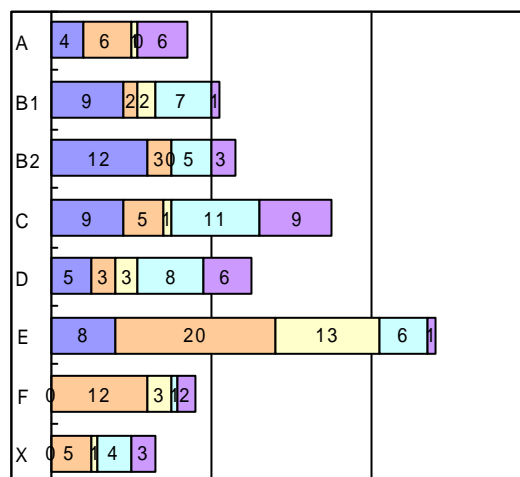 A 4 6 1 0 6
B1 9 2 2 7 1
B2 12 3 0 5 3
C 9 5 1 11 9
D 5 3 3 8 6
E 8 20 13 6 1
F 0 12 3 1 2
X 0 5 1 4 3